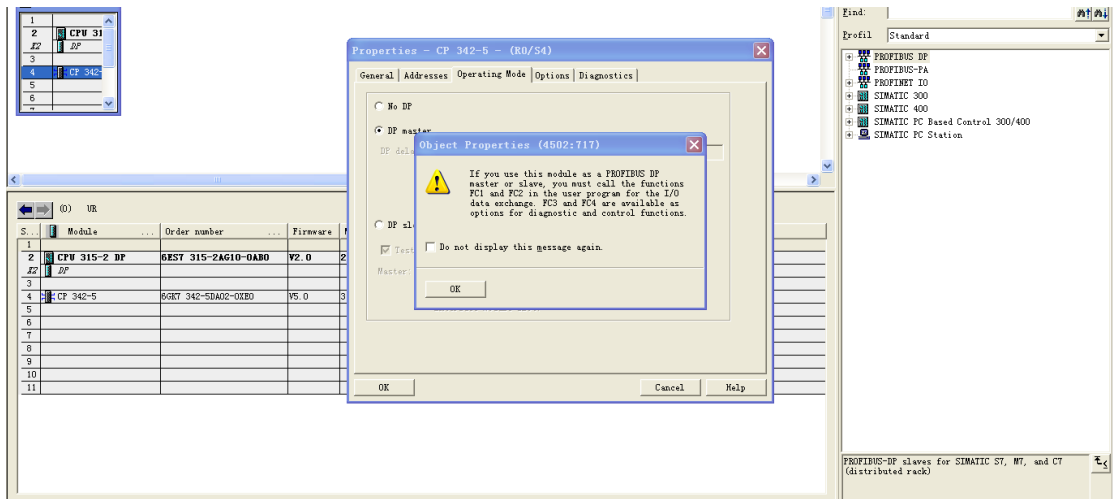 1
2 CPU 31
X2 DP
3
4 CP 342-
5
6
Find:
Profil Standard
PROFIBUS DP
PROFIBUS-PA
PROFINET IO
SIMATIC 300
SIMATIC 400
SIMATIC PC Based Control 300/400
SIMATIC PC Station
Properties - CP 342-5 - (R0/S4)
General Addresses Operating Mode Options Diagnostics
No DP
DP master
DP dela
Object Properties (4502:717)
If you use this module as a PROFIBUS DP
master or slave, you must call the functions
FC1 and FC2 in the user program for the I/O
data exchange. FC3 and FC4 are available as
options for diagnostic and control functions.
Do not display this message again.
OK
DP sl
Test
Master:
OK Cancel Help
(0) UR
S... Module ... Order number ... Firmware
1
2 CPU 315-2 DP 6ES7 315-2AG10-0AB0 V2.0 2
X2 DP
3
4 CP 342-5 6GK7 342-5DA02-0XE0 V5.0 3
5
6
7
8
9
10
11
PROFIBUS-DP slaves for SIMATIC S7, M7, and C7
(distributed rack)